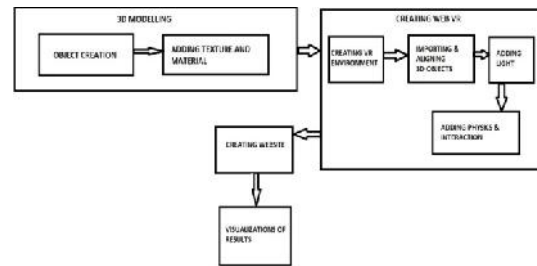 3D MODELLING
OBJECT CREATION
ADDING TEXTURE AND
MATERIAL
CREATING WEB VR
CREATING VR
ENVIRONMENT
IMPORTING &
ALIGNING
3D-OBJECTS
ADDING
LIGHT
ADDING PHYSICS &
INTERACTION
CREATING WEBSITE
VISUALIZATIONS OF
RESULTS